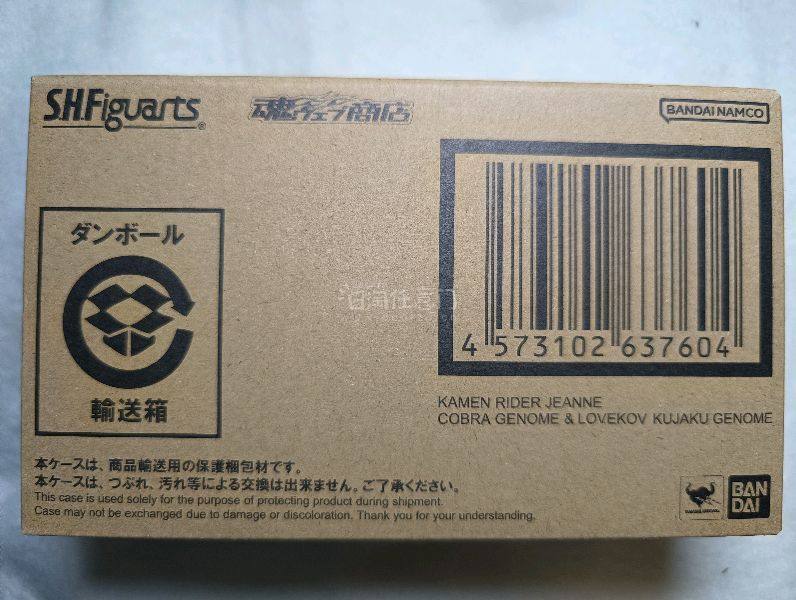 S.H.Figuarts
魂ウェブ商店
BANDAI NAMCO
ダンボール
輸送箱
4 573102 637604
KAMEN RIDER JEANNE
COBRA GENOME & LOVEKOV KUJAKU GENOME
本ケースは、商品輸送用の保護梱包材です。
本ケースは、つぶれ、汚れ等による交換は出来ません。ご了承ください。
This case is used solely for the purpose of protecting product during shipment.
Case may not be exchanged due to damage or discoloration. Thank you for your understanding.
BAN
DAI